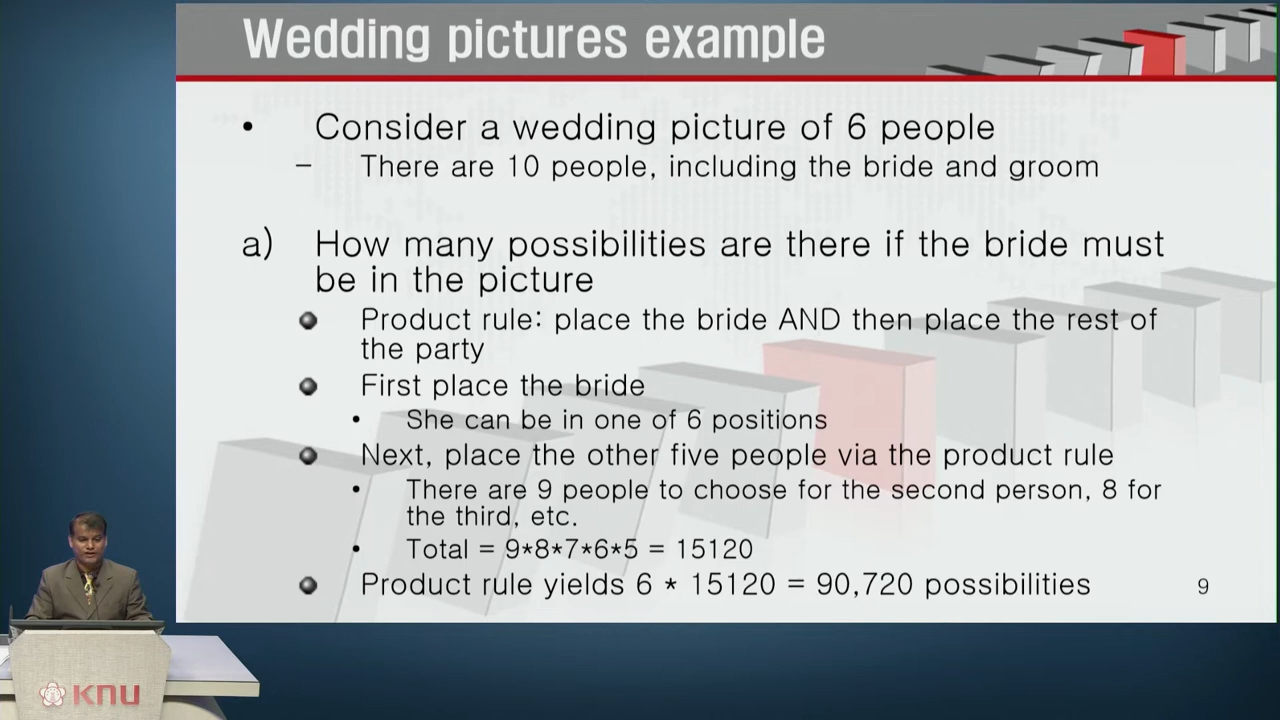 Wedding pictures example
• Consider a wedding picture of 6 people
– There are 10 people, including the bride and groom
a) How many possibilities are there if the bride must
be in the picture
Product rule: place the bride AND then place the rest of
the party
First place the bride
• She can be in one of 6 positions
Next, place the other five people via the product rule
• There are 9 people to choose for the second person, 8 for
the third, etc.
• Total = 9*8*7*6*5 = 15120
Product rule yields 6 * 15120 = 90,720 possibilities
9
KNU